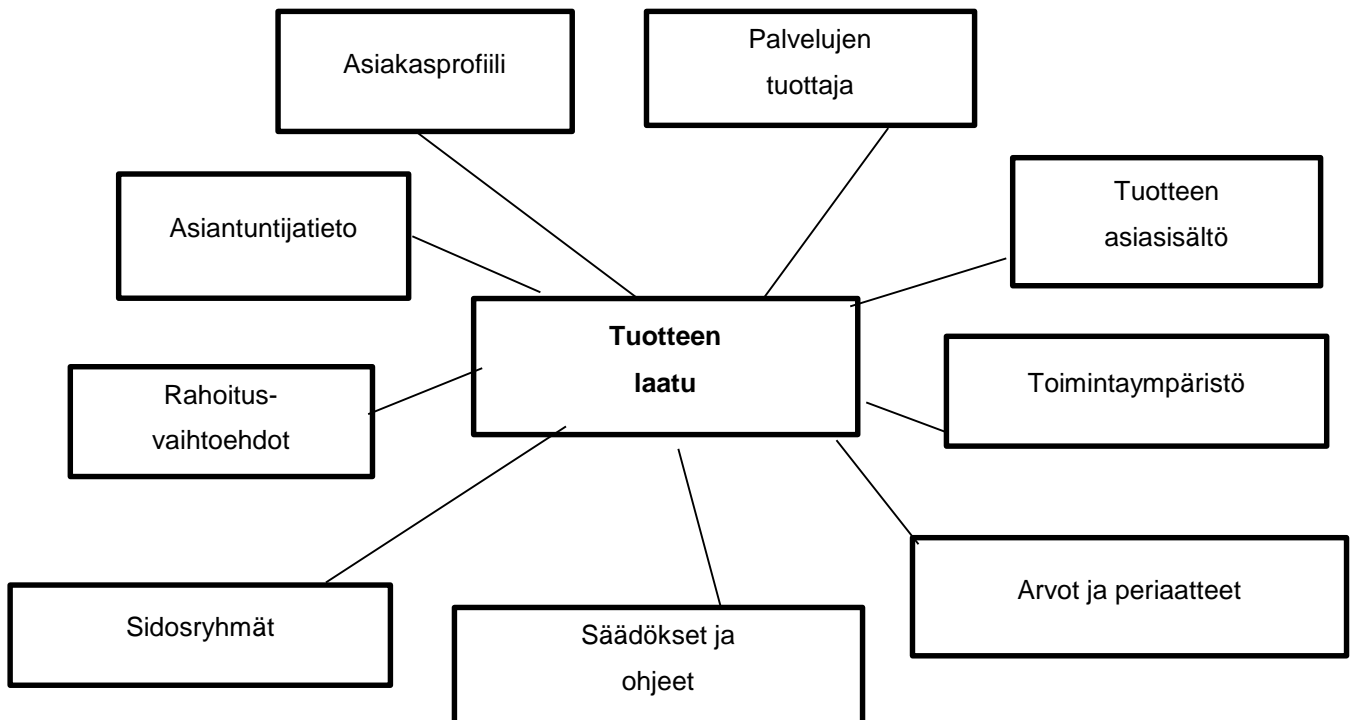 Asiakasprofiili
Palvelujen
tuottaja
Asiantuntijatieto
Tuotteen
asiasisältö
Tuotteen
laatu
Rahoitus-
vaihtoehdot
Toimintaympäristö
Sidosryhmät
Säädökset ja
ohjeet
Arvot ja periaatteet